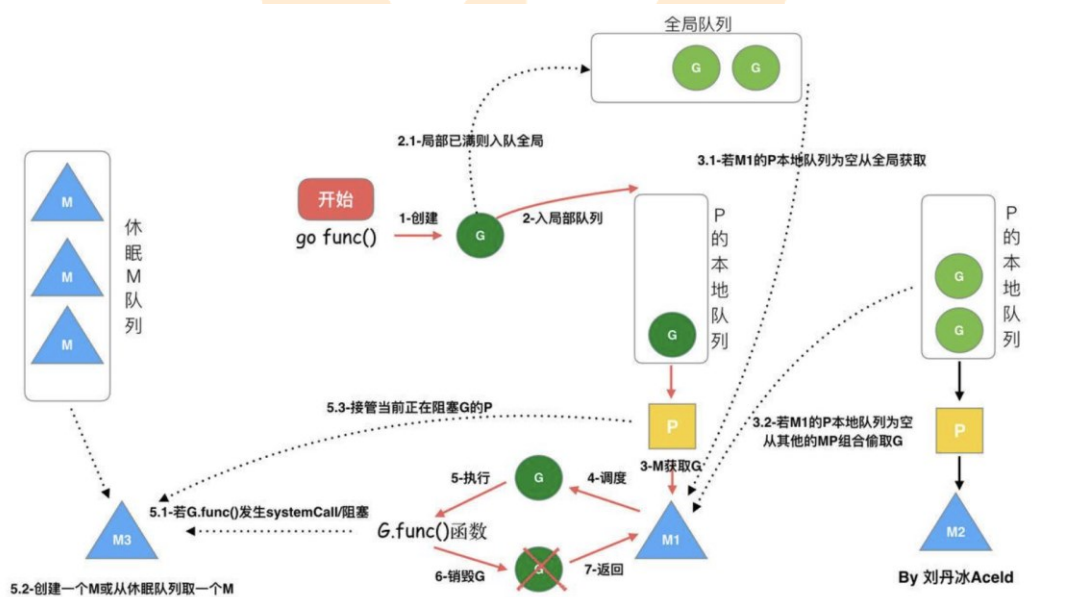 全局队列
G
G
2.1-局部已满则入队全局
3.1-若M1的P本地队列为空从全局获取
M
M
M
休眠M队列
开始
go func()
1-创建
G
2-入局部队列
P的本地队列
G
P的本地队列
G
G
5.3-接管当前正在阻塞G的P
P
3.2-若M1的P本地队列为空
从其他的MP组合偷取G
P
3-M获取G
5-执行
G
4-调度
5.1-若G.func()发生systemCall/阻塞
G.func()函数
M3
M1
M2
6-销毁G
G
7-返回
5.2-创建一个M或从休眠队列取一个M
By 刘丹冰Aceld